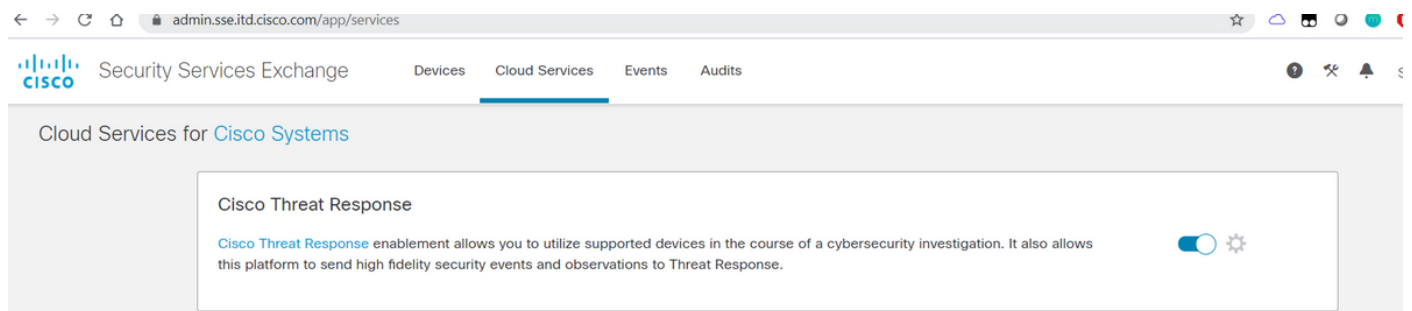 admin.sse.itd.cisco.com/app/services
CISCO Security Services Exchange Devices Cloud Services Events Audits
Cloud Services for Cisco Systems
Cisco Threat Response
Cisco Threat Response enablement allows you to utilize supported devices in the course of a cybersecurity investigation. It also allows
this platform to send high fidelity security events and observations to Threat Response.